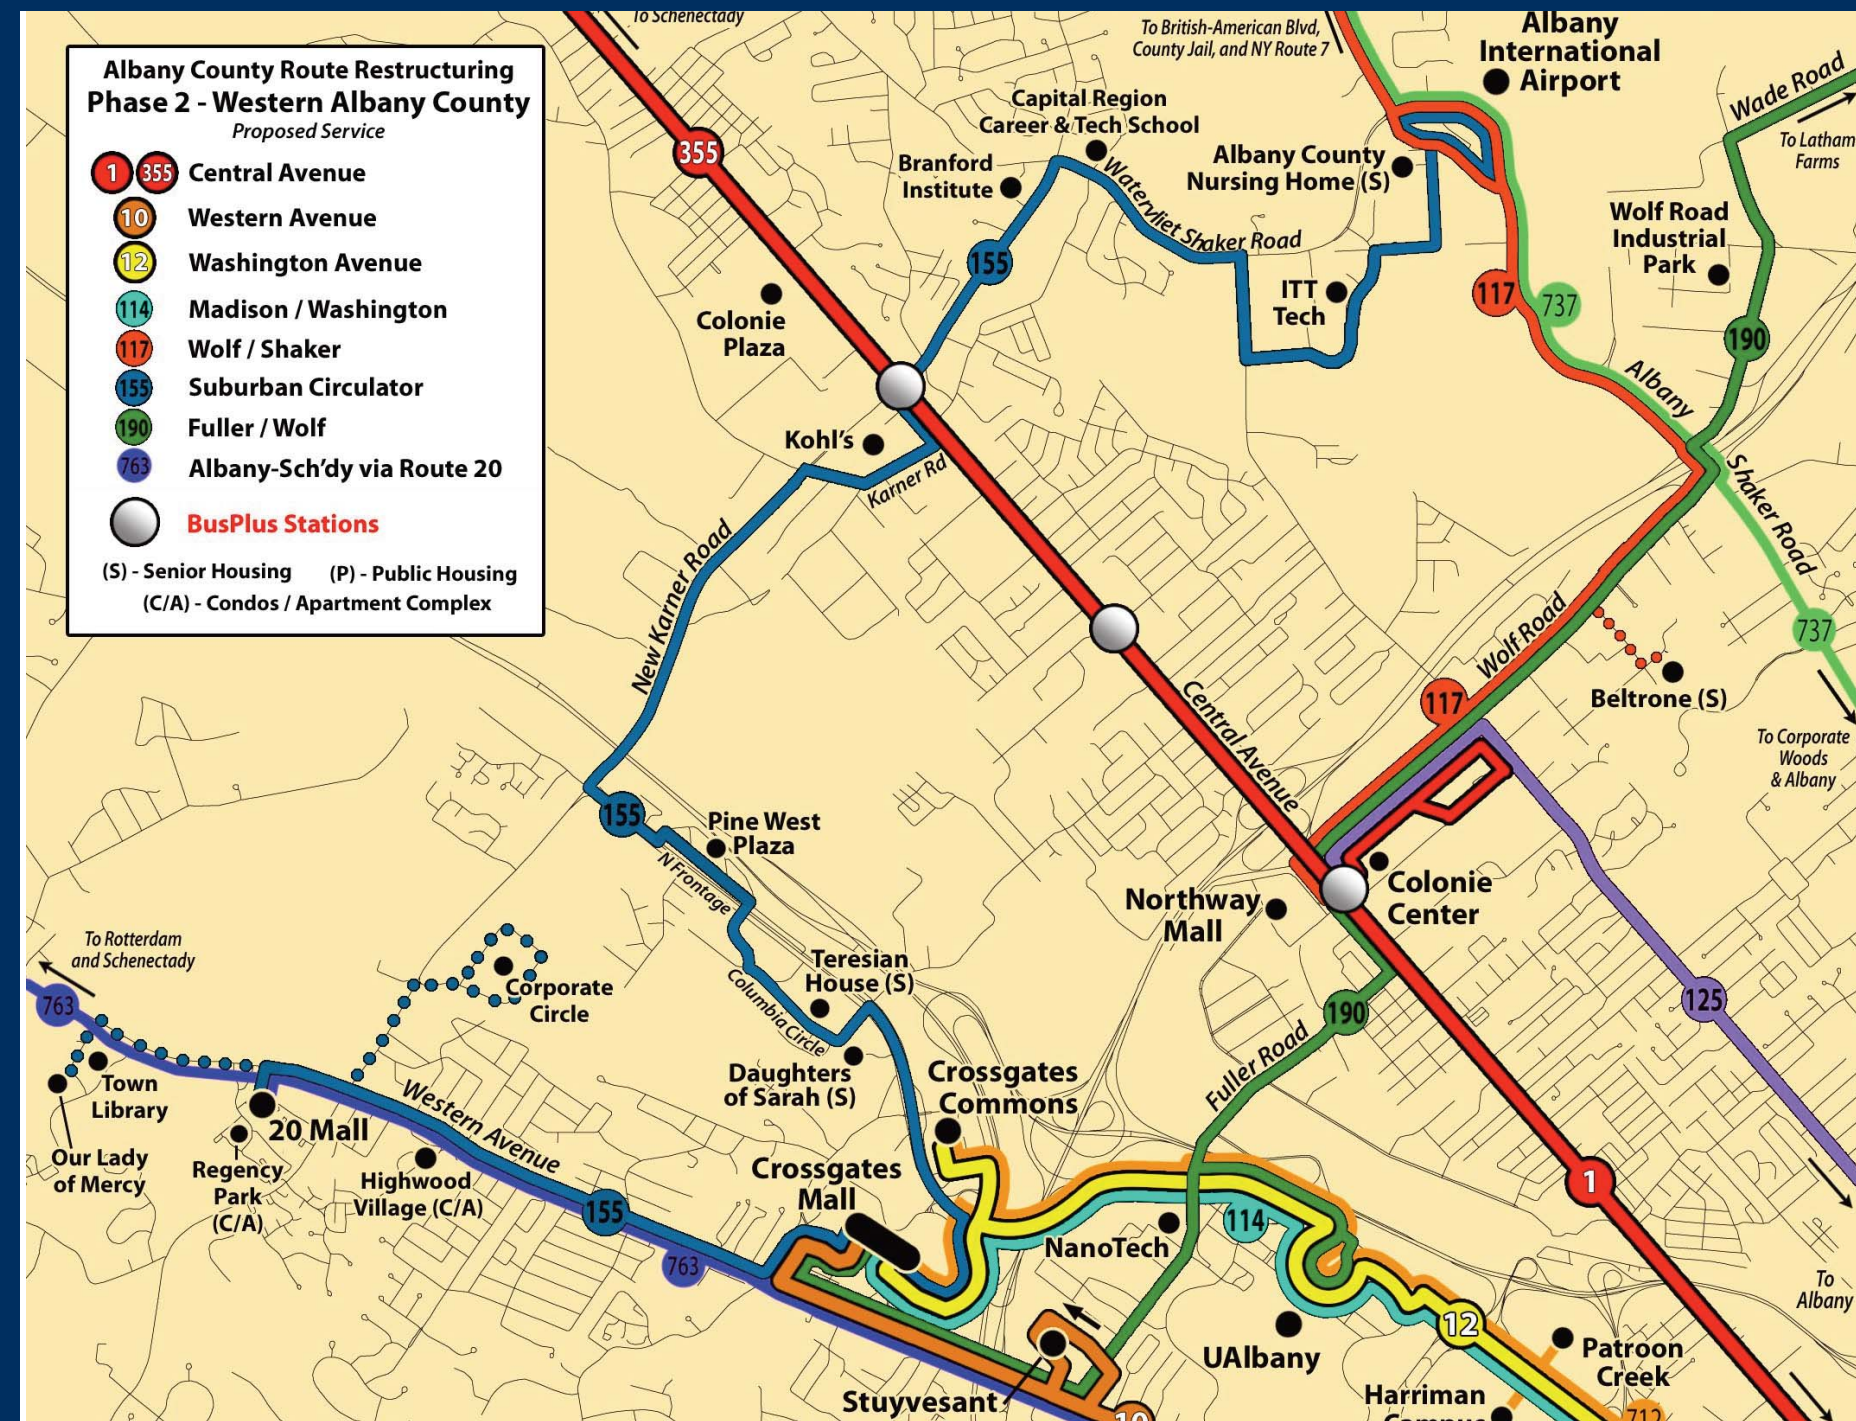 Albany County Route Restructuring
Phase 2 - Western Albany County
Proposed Service
1 355 Central Avenue
10 Western Avenue
12 Washington Avenue
114 Madison / Washington
117 Wolf / Shaker
155 Suburban Circulator
190 Fuller / Wolf
763 Albany-Sch'dy via Route 20
BusPlus Stations
(S) - Senior Housing (P) - Public Housing
(C/A) - Condos / Apartment Complex
To Schenectady
To British-American Blvd,
County Jail, and NY Route 7
Albany
International
Airport
Wade Road
To Latham
Farms
355
Capital Region
Career & Tech School
Branford
Institute
Watervliet Shaker Road
Albany County
Nursing Home (S)
Wolf Road
Industrial
Park
155
ITT
Tech
117
737
190
Colonie
Plaza
Albany
Shaker Road
Kohl's
Karner Rd
New Karner Road
737
Wolf Road
Beltrone (S)
117
Central Avenue
To Corporate
Woods
& Albany
155
Pine West
Plaza
N Frontage
Northway
Mall
Colonie
Center
To Rotterdam
and Schenectady
763
Corporate
Circle
Teresian
House (S)
Columbia Circle
190
125
Fuller Road
Town
Library
20 Mall
Western Avenue
Daughters
of Sarah (S)
Crossgates
Commons
Our Lady
of Mercy
Regency
Park
(C/A)
Highwood
Village (C/A)
Crossgates
Mall
1
155
114
NanoTech
763
To
Albany
12
UAlbany
Patroon
Creek
Stuyvesant
Harriman
Campus
10
712